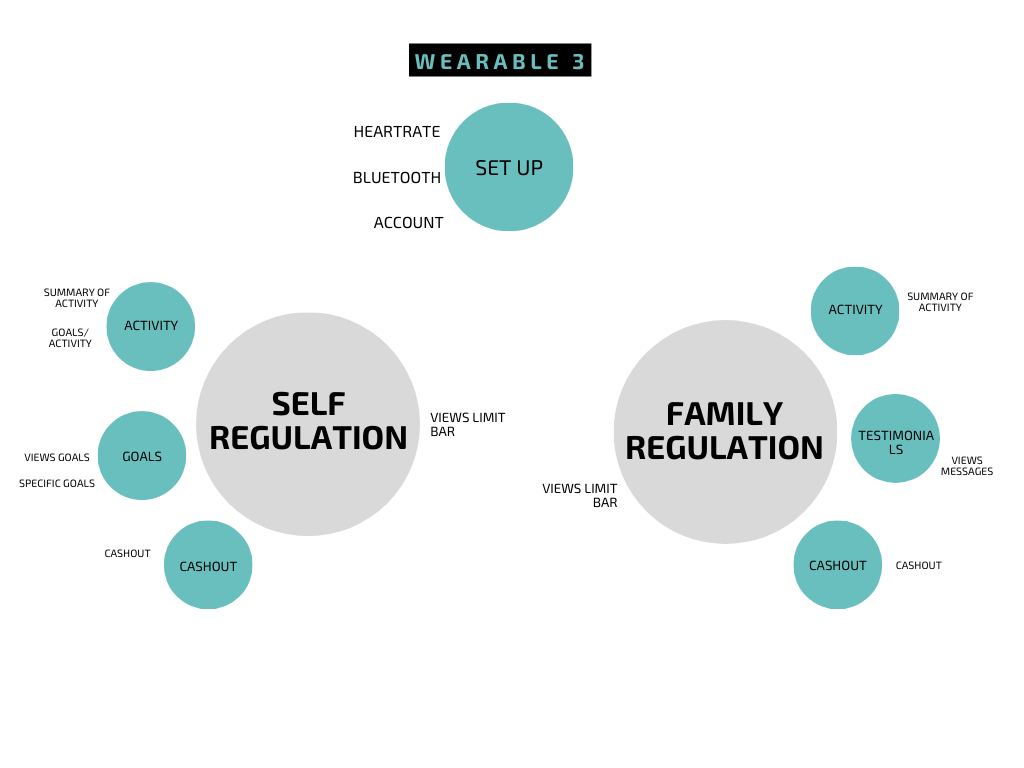 WEARABLE 3
HEARTRATE
SET UP
BLUETOOTH
ACCOUNT
SUMMARY OF
ACTIVITY
GOALS/
ACTIVITY
ACTIVITY
SELF
REGULATION
VIEWS LIMIT
BAR
VIEWS GOALS
SPECIFIC GOALS
GOALS
CASHOUT
CASHOUT
ACTIVITY
SUMMARY OF
ACTIVITY
FAMILY
REGULATION
TESTIMONIA
LS
VIEWS
MESSAGES
VIEWS LIMIT
BAR
CASHOUT
CASHOUT